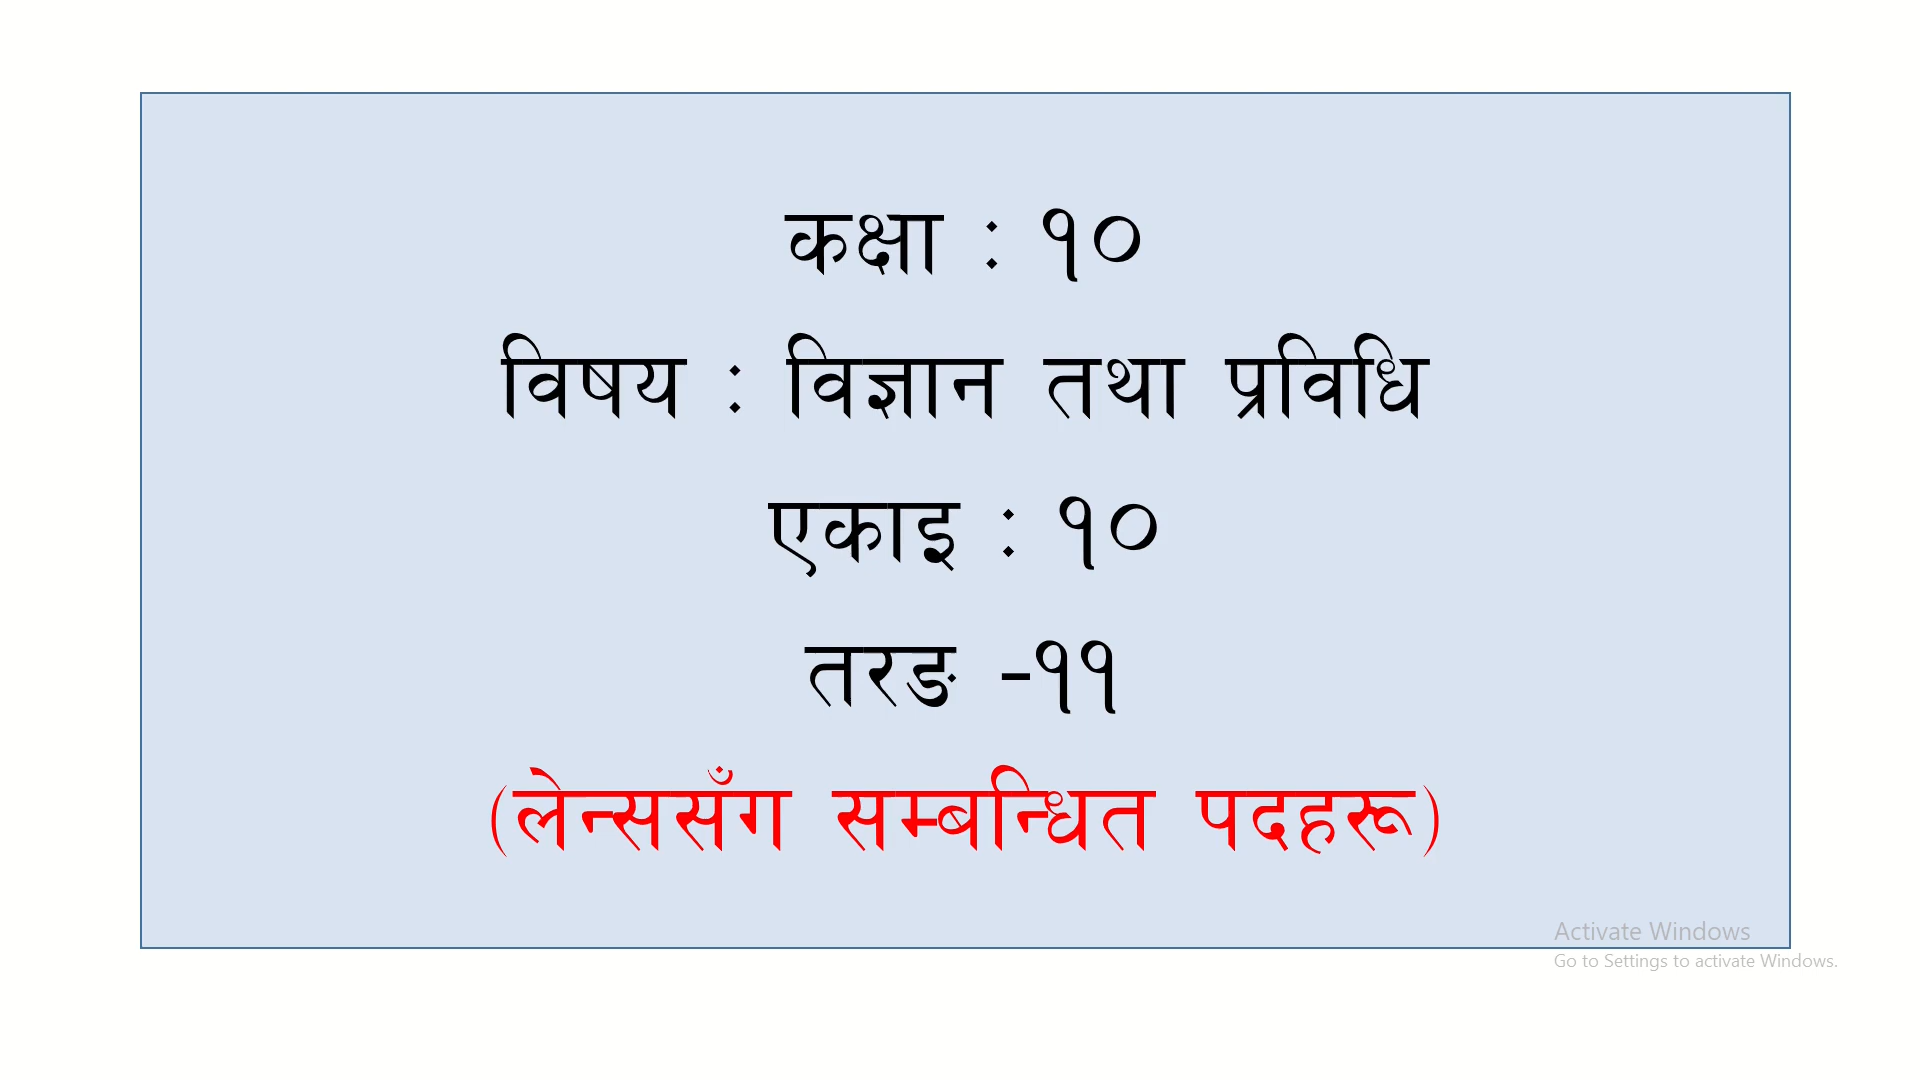 कक्षा : १०
विषय : विज्ञान तथा प्रविधि
एकाइ : १०
तरङ -११
(लेन्ससँग सम्बन्धित पदहरू)
Activate Windows
Go to Settings to activate Windows.